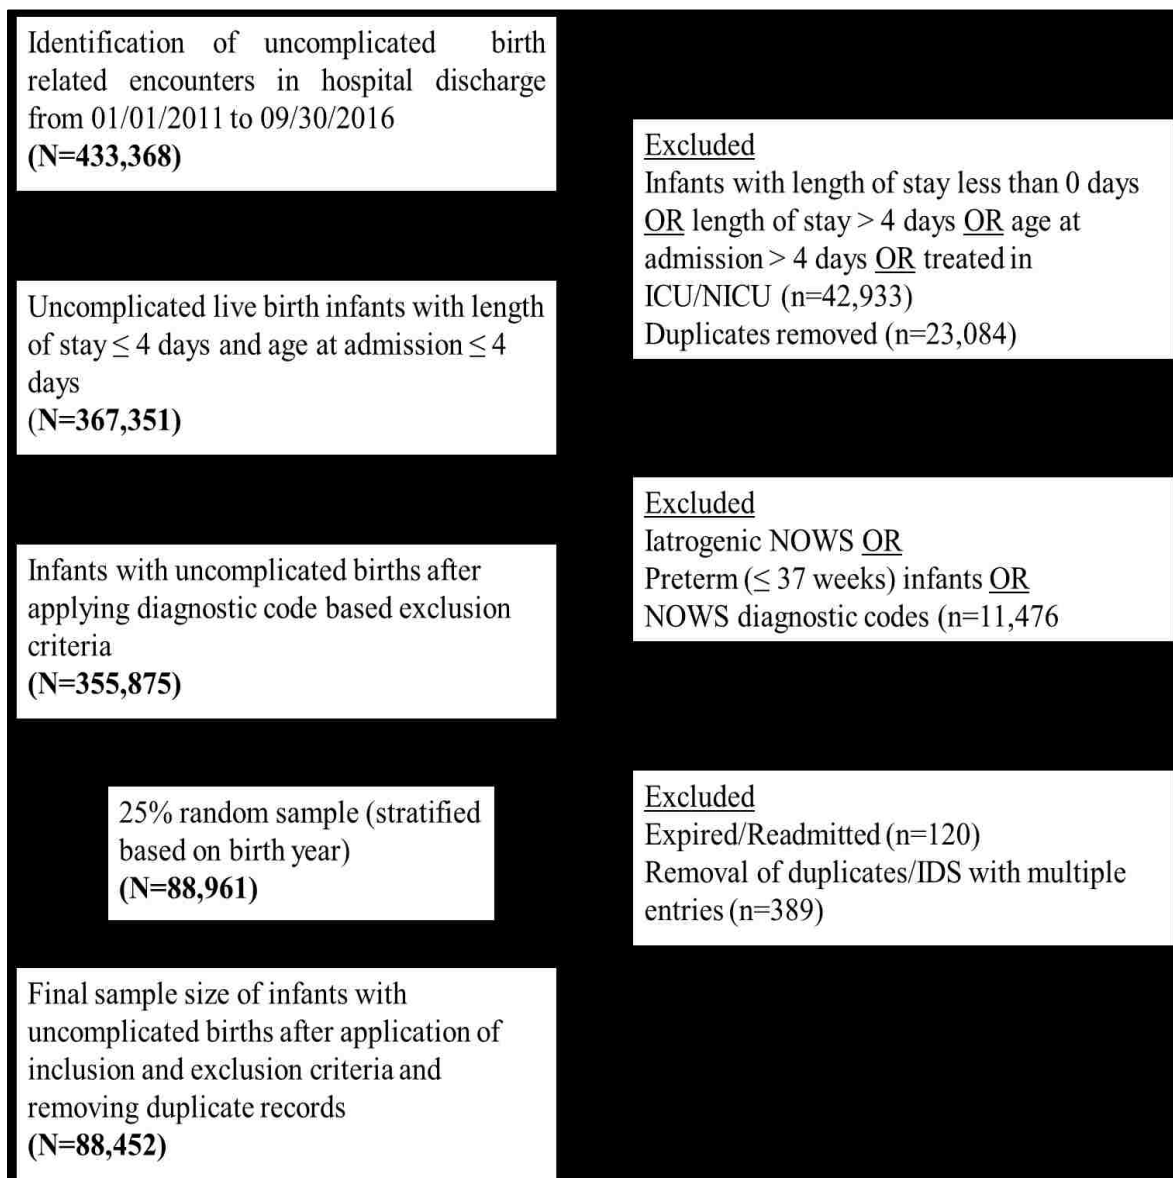 Identification of uncomplicated birth
related encounters in hospital discharge
from 01/01/2011 to 09/30/2016
(N=433,368)
Excluded
Infants with length of stay less than 0 days
OR length of stay > 4 days OR age at
admission > 4 days OR treated in
ICU/NICU (n=42,933)
Duplicates removed (n=23,084)
Uncomplicated live birth infants with length
of stay ≤ 4 days and age at admission ≤ 4
days
(N=367,351)
Excluded
Iatrogenic NOWS OR
Preterm (≤ 37 weeks) infants OR
NOWS diagnostic codes (n=11,476
Infants with uncomplicated births after
applying diagnostic code based exclusion
criteria
(N=355,875)
25% random sample (stratified
based on birth year)
(N=88,961)
Excluded
Expired/Readmitted (n=120)
Removal of duplicates/IDS with multiple
entries (n=389)
Final sample size of infants with
uncomplicated births after application of
inclusion and exclusion criteria and
removing duplicate records
(N=88,452)